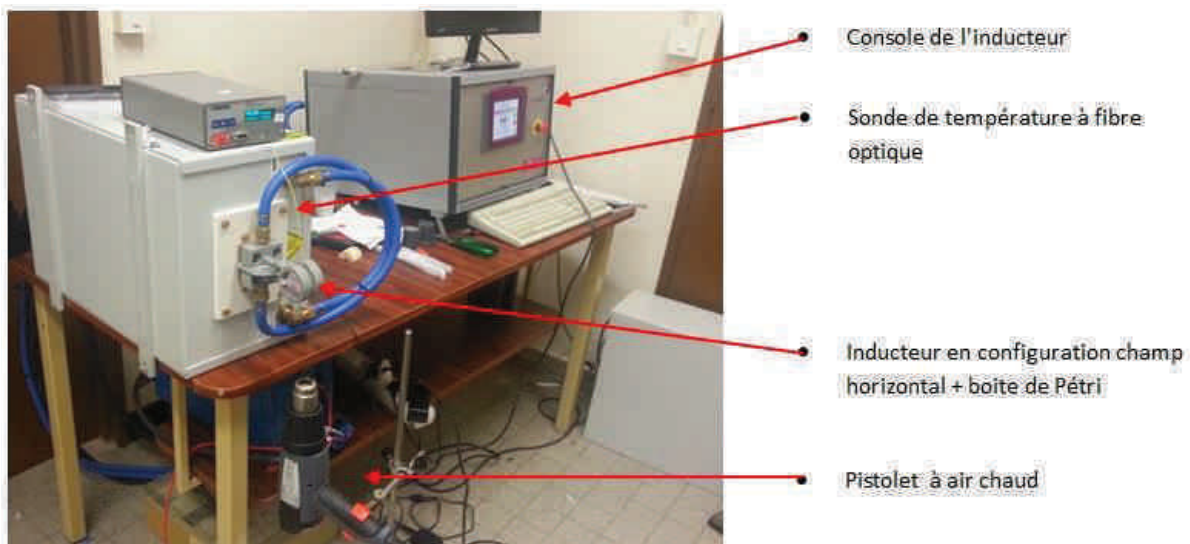 Console de l'inducteur
Sonde de température à fibre
optique
Inducteur en configuration champ
horizontal + boite de Pétri
Pistolet à air chaud